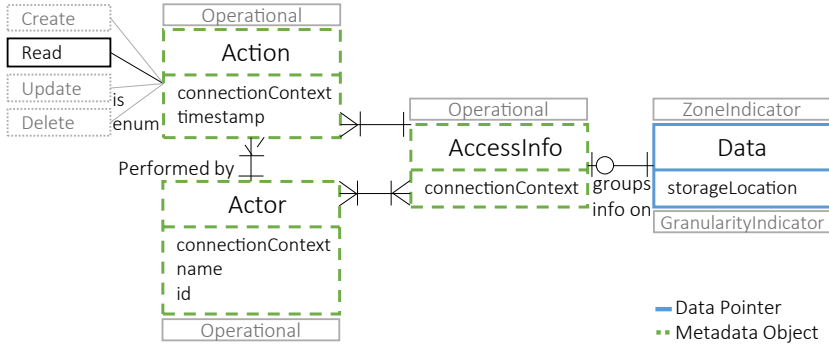 Create
Read
Update
Delete
is
enum
Operational
Action
connectionContext
timestamp
Performed by
Actor
connectionContext
name
id
Operational
Operational
AccessInfo
connectionContext
groups
info on
ZoneIndicator
Data
storageLocation
GranularityIndicator
Data Pointer
Metadata Object